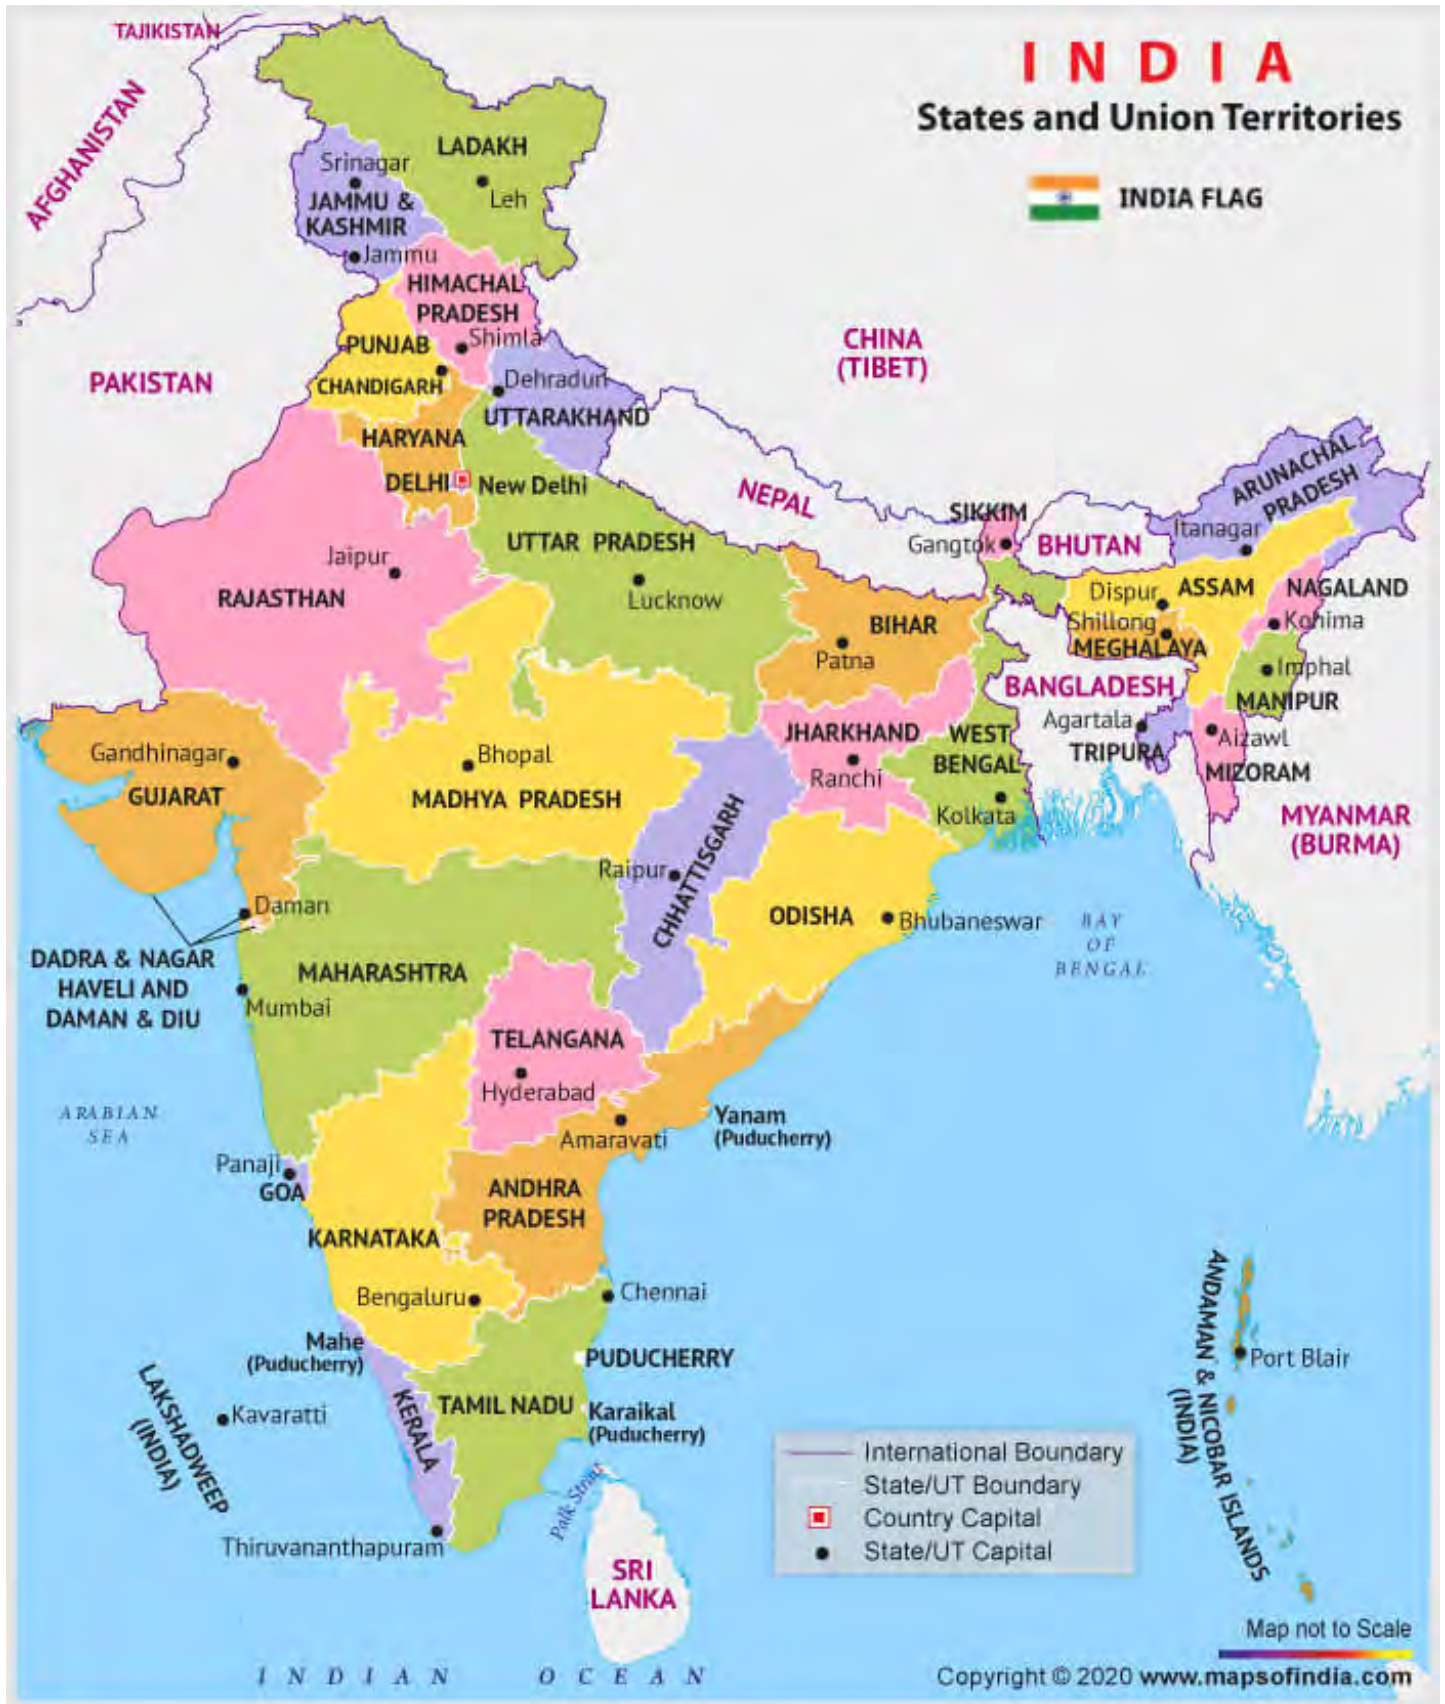 TAJIKISTAN
INDIA
States and Union Territories
AFGHANISTAN
LADAKH
Srinagar
Leh
INDIA FLAG
JAMMU &
KASHMIR
Jammu
HIMACHAL
PRADESH
Shimla
PUNJAB
CHINA
(TIBET)
PAKISTAN
CHANDIGARH
Dehradun
UTTARAKHAND
HARYANA
DELHI
New Delhi
NEPAL
ARUNACHAL
PRADESH
SIKKIM
Gangtok
BHUTAN
Itanagar
UTTAR PRADESH
Jaipur
RAJASTHAN
Lucknow
Dispur
ASSAM
NAGALAND
BIHAR
Patna
Shillong
MEGHALAYA
Kohima
Imphal
MANIPUR
BANGLADESH
Agartala
TRIPURA
Aizawl
MIZORAM
JHARKHAND
Ranchi
WEST
BENGAL
Kolkata
Gandhinagar
GUJARAT
Bhopal
MADHYA PRADESH
MYANMAR
(BURMA)
CHHATTISGARH
Raipur
Daman
ODISHA
Bhubaneswar
BAY
OF
BENGAL
DADRA & NAGAR
HAVELI AND
DAMAN & DIU
MAHARASHTRA
Mumbai
TELANGANA
Hyderabad
ARABIAN
SEA
Amaravati
Yanam
(Puducherry)
Panaji
GOA
ANDHRA
PRADESH
KARNATAKA
Bengaluru
Chennai
Mahe
(Puducherry)
PUDUCHERRY
LAKSHADWEEP
(INDIA)
Kavaratti
KERALA
TAMIL NADU
Karaikal
(Puducherry)
ANDAMAN & NICOBAR ISLANDS
(INDIA)
Port Blair
Palk Strait
Thiruvananthapuram
SRI
LANKA
International Boundary
State/UT Boundary
Country Capital
State/UT Capital
Map not to Scale
INDIAN OCEAN
Copyright © 2020 www.mapsofindia.com